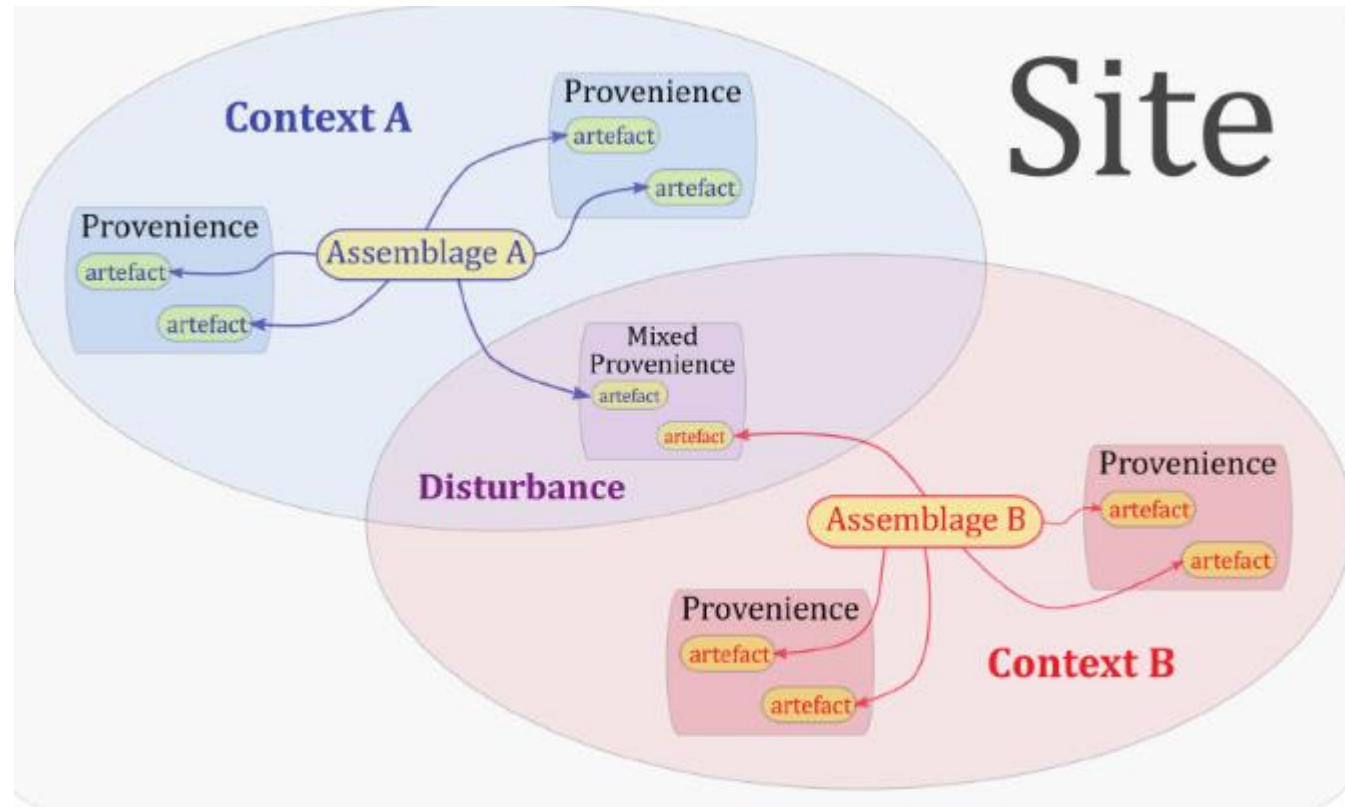 Site
Context A
Provenience
artefact
artefact
Provenience
artefact
artefact
Assemblage A
Mixed
Provenience
artefact
artefact
Disturbance
Assemblage B
Provenience
artefact
artefact
Provenience
artefact
artefact
Context B